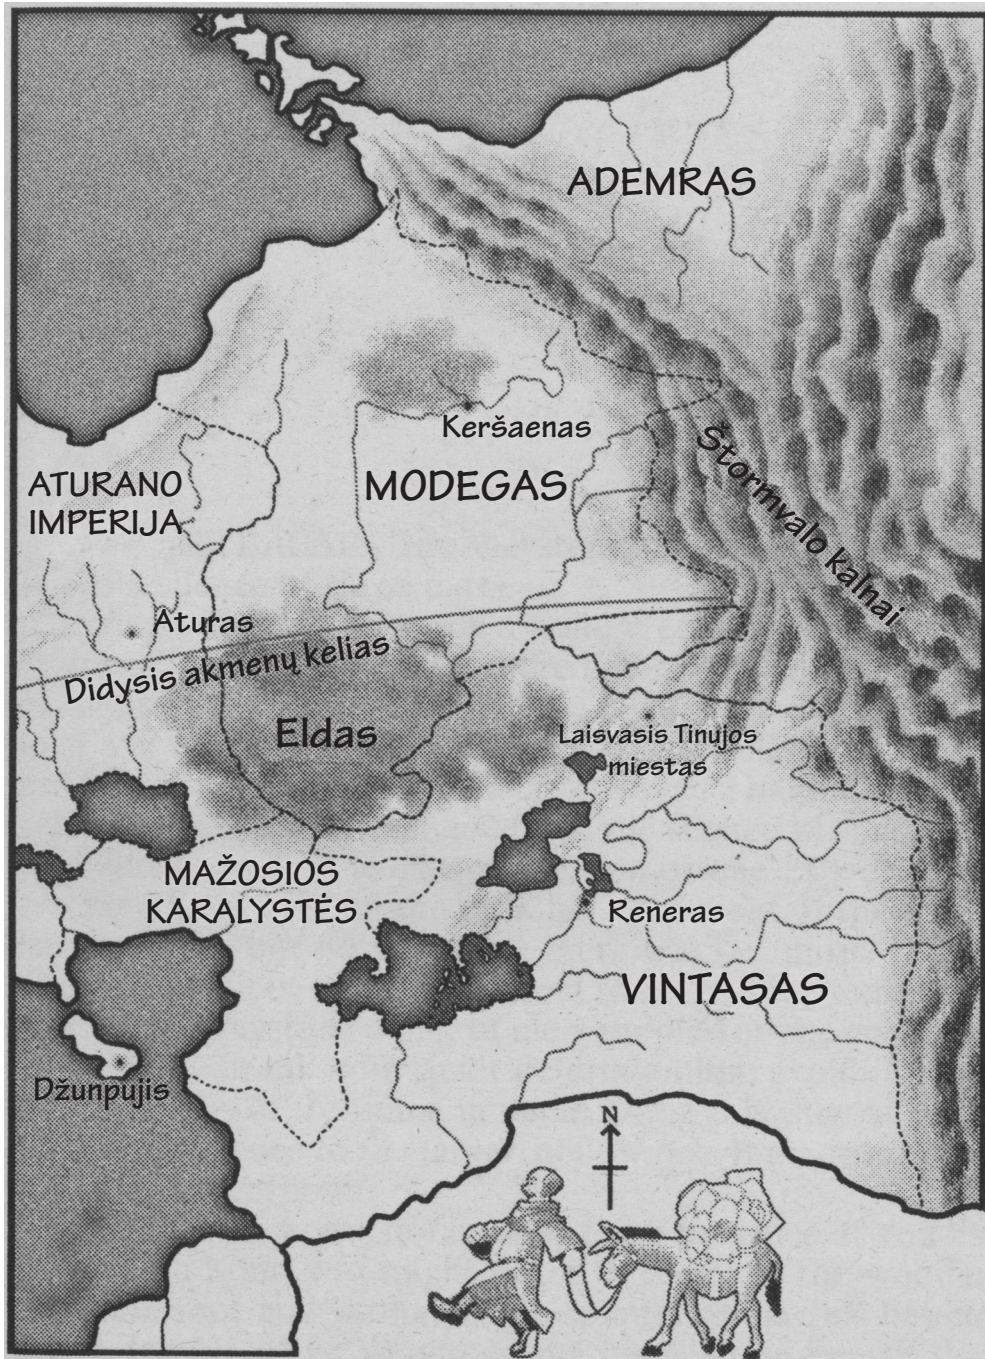 ADEMRAS
Keršaenas
MODEGAS
Štormvalo kalnai
ATURANO
IMPERIJA
Aturas
Didysis akmenų kelias
Eldas
Laisvasis Tinujos
miestas
MAŽOSIOS
KARALYSTĖS
Reneras
VINTASAS
Džunpujis
N